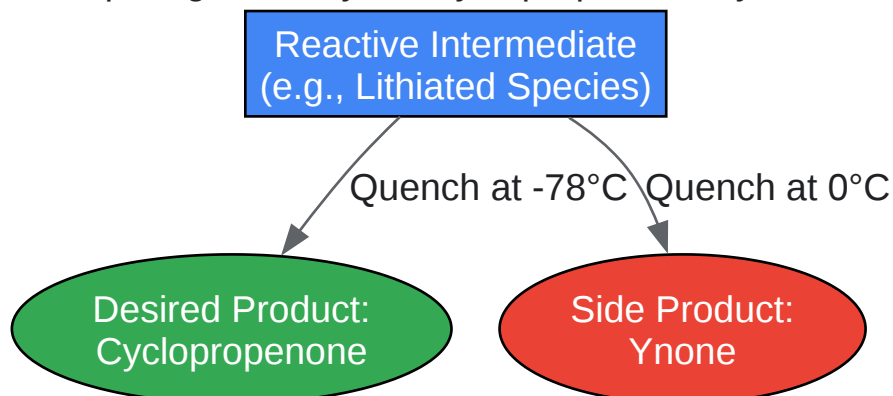 Reactive Intermediate
(e.g., Lithiated Species)
Quench at -78°C Quench at 0°C
Desired Product:
Cyclopropenone
Side Product:
Ynone